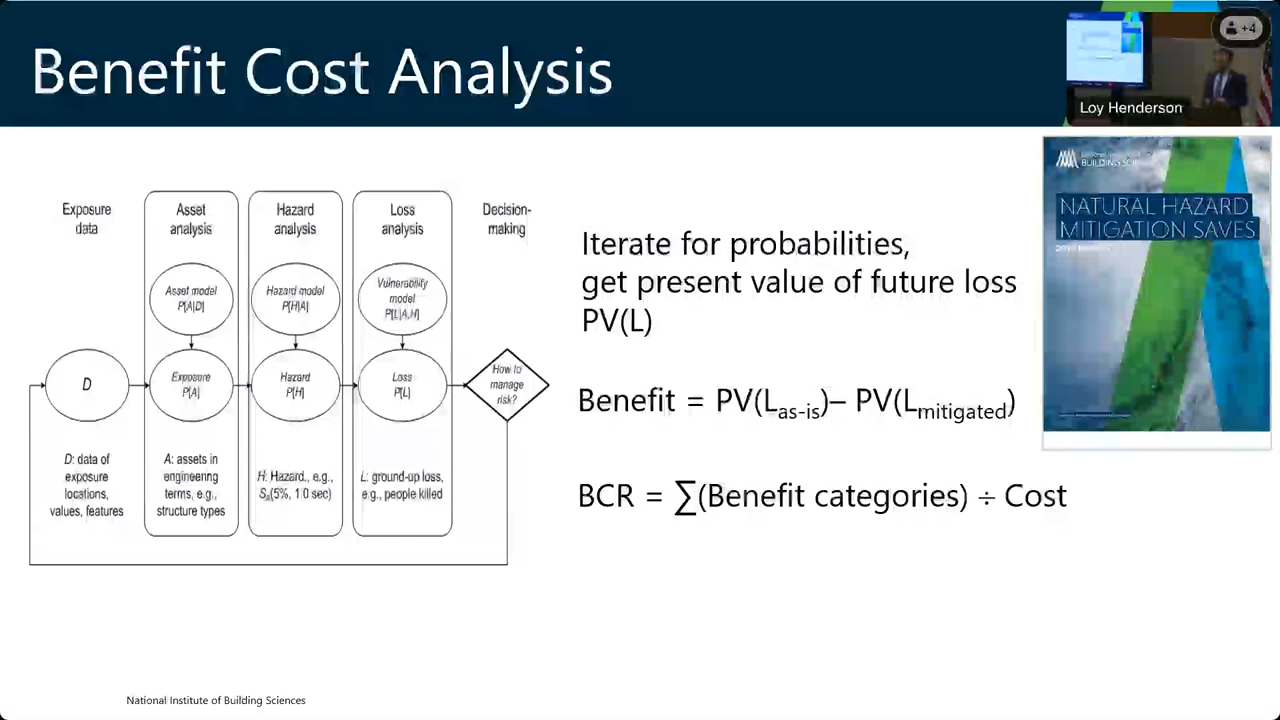 Benefit Cost Analysis
+4
Loy Henderson
Exposure
data
Asset
analysis
Hazard
analysis
Loss
analysis
Decision-
making
Asset model
P[A|D]
Hazard model
P[H|A]
Vulnerability
model
P[L|A,H]
D
Exposure
P[A]
Hazard
P[H]
Loss
P[L]
How to
manage
risk?
D: data of
exposure
locations,
values, features
A: assets in
engineering
terms, e.g.,
structure types
H: Hazard., e.g.,
Sa(5%, 1.0 sec)
L: ground-up loss,
e.g., people killed
Iterate for probabilities,
get present value of future loss
PV(L)
Benefit = PV(Las-is)– PV(Lmitigated)
BCR = ∑(Benefit categories) ÷ Cost
NATURAL HAZARD
MITIGATION SAVES
National Institute of Building Sciences